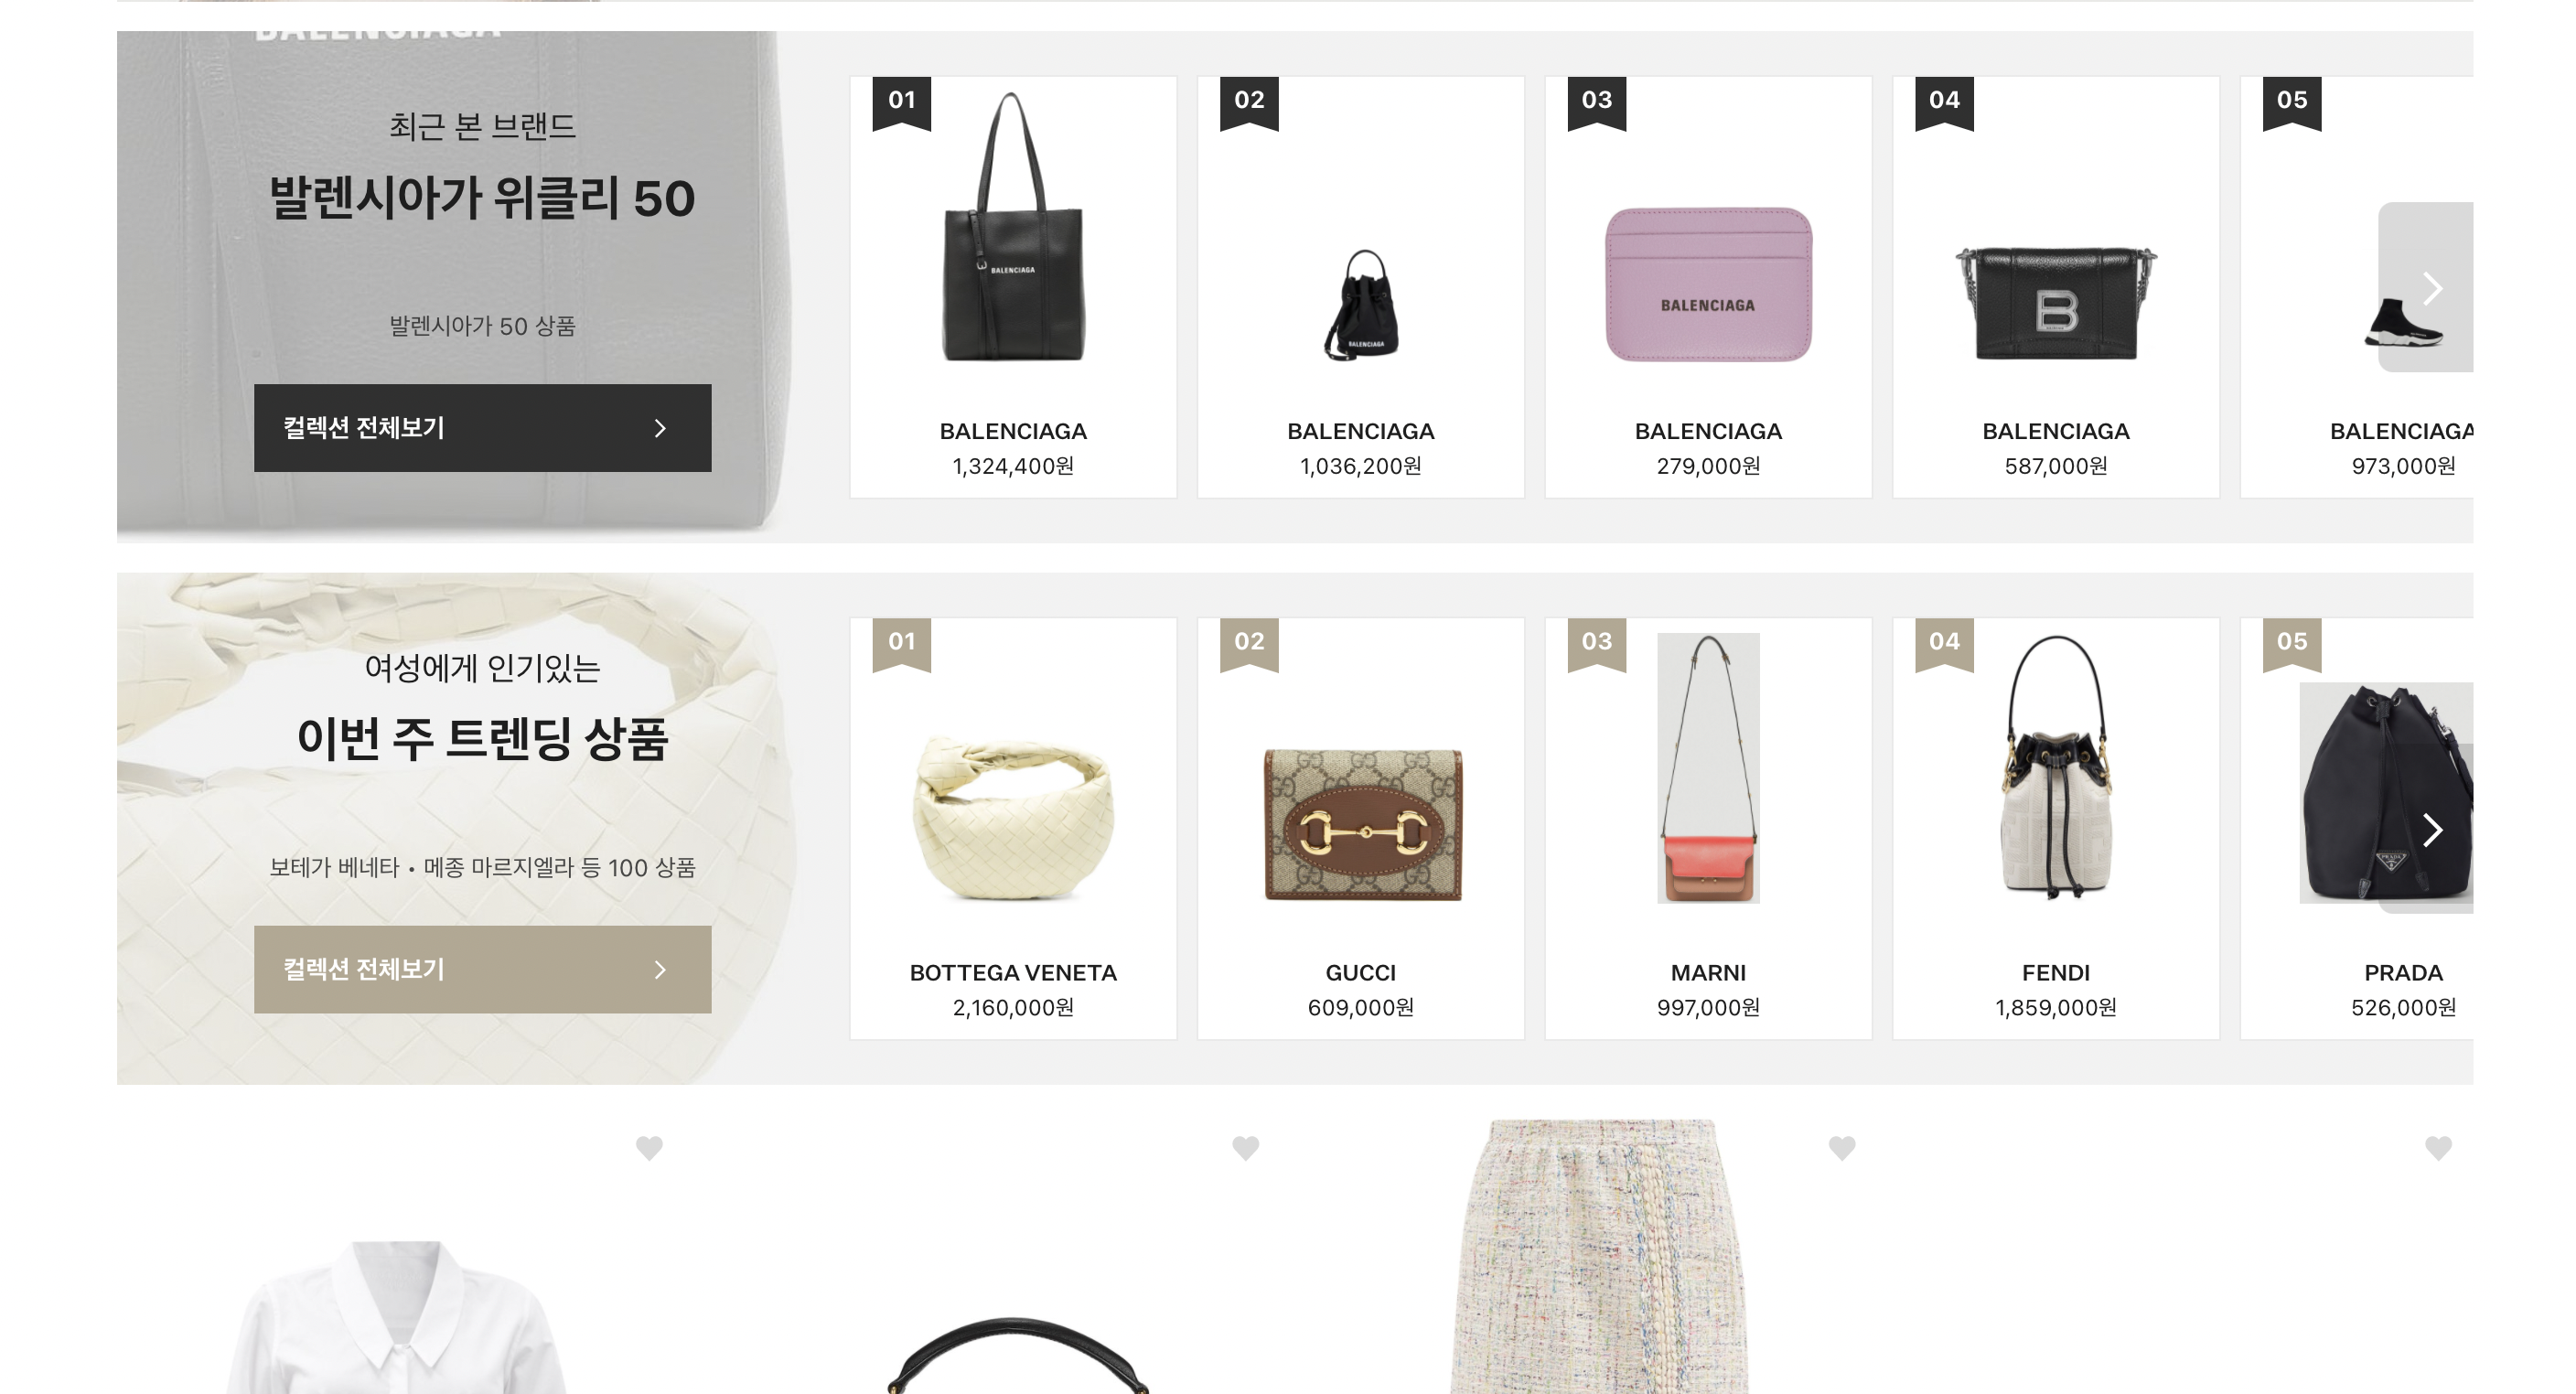 BALENCIAGA
최근 본 브랜드
발렌시아가 위클리 50
발렌시아가 50 상품
컬렉션 전체보기
01
BALENCIAGA
BALENCIAGA
1,324,400원
02
BALENCIAGA
BALENCIAGA
1,036,200원
03
BALENCIAGA
BALENCIAGA
279,000원
04
B
BALENCIAGA
587,000원
05
BALENCIAGA
973,000원
여성에게 인기있는
이번 주 트렌딩 상품
보테가 베네타 • 메종 마르지엘라 등 100 상품
컬렉션 전체보기
01
BOTTEGA VENETA
2,160,000원
02
GUCCI
609,000원
03
MARNI
997,000원
04
FENDI
1,859,000원
05
PRADA
PRADA
526,000원